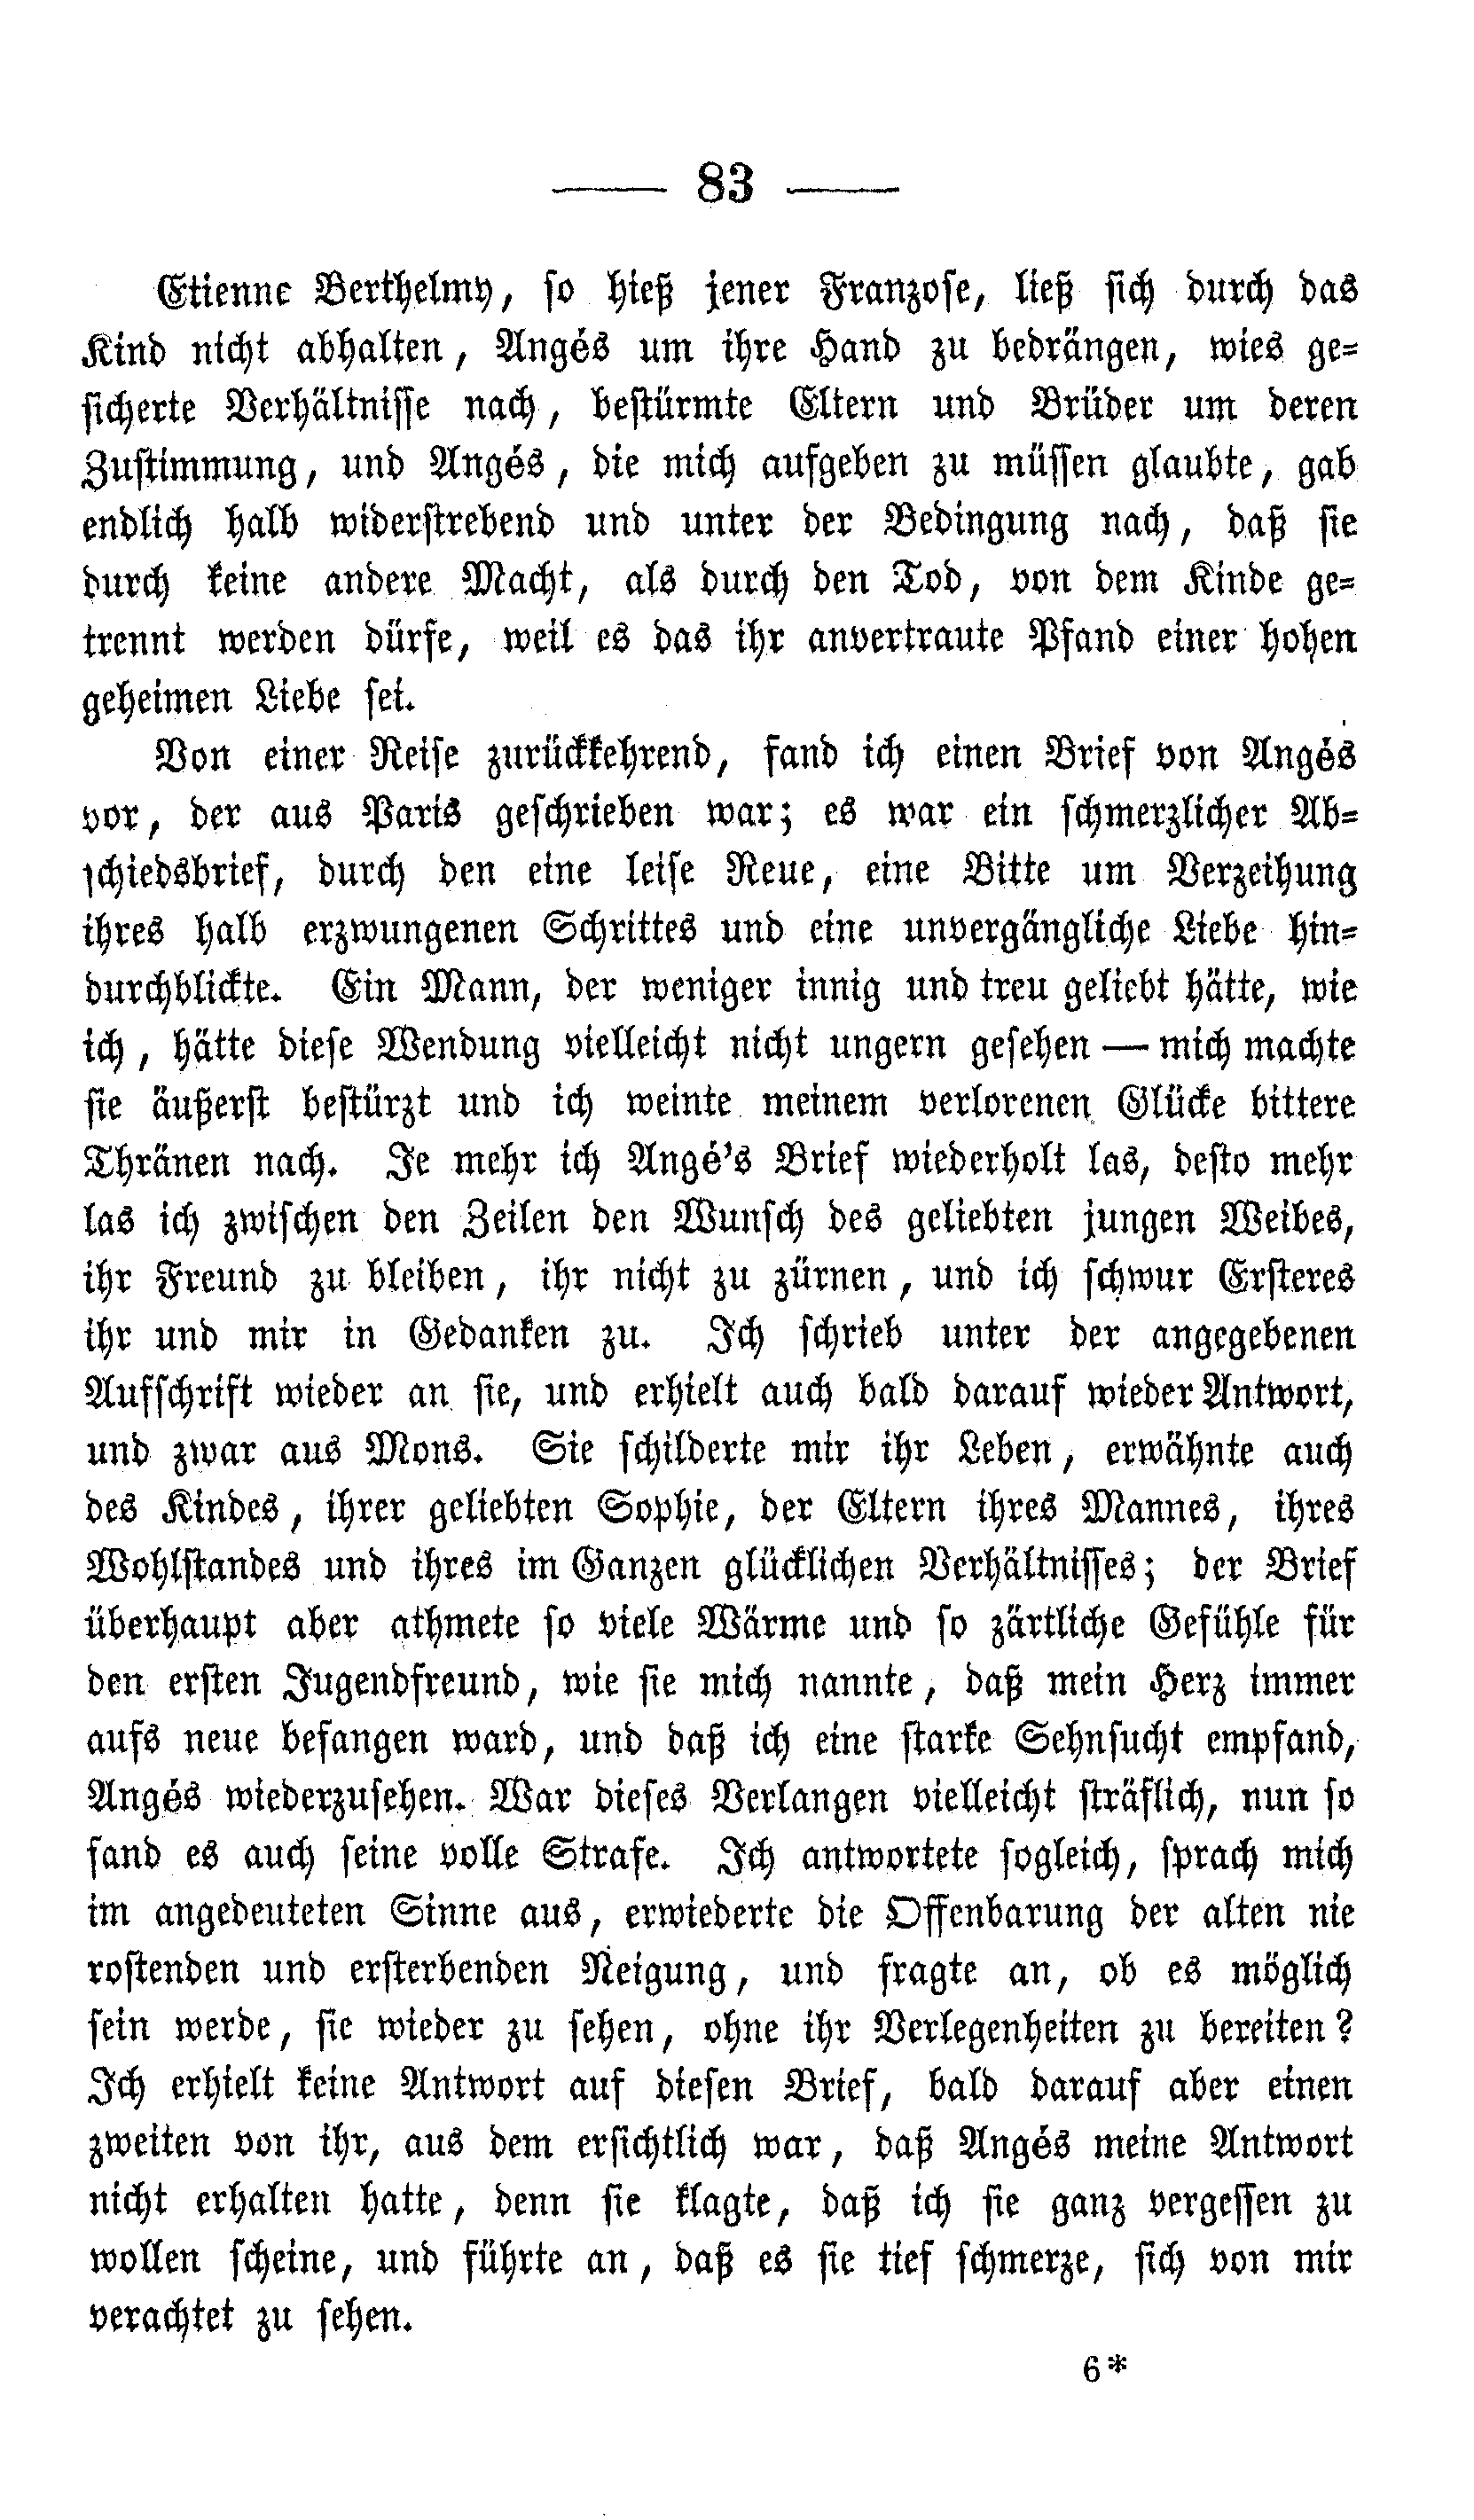 — 83 —
Etienne Berthelmy, so hieß jener Franzose, ließ sich durch das
Kind nicht abhalten, Angés um ihre Hand zu bedrängen, wies ge-
sicherte Verhältnisse nach, bestürmte Eltern und Brüder um deren
Zustimmung, und Angés, die mich aufgeben zu müssen glaubte, gab
endlich halb widerstrebend und unter der Bedingung nach, daß sie
durch keine andere Macht, als durch den Tod, von dem Kinde ge-
trennt werden dürfe, weil es das ihr anvertraute Pfand einer hohen
geheimen Liebe sei.
Von einer Reise zurückkehrend, fand ich einen Brief von Angés
vor, der aus Paris geschrieben war; es war ein schmerzlicher Ab-
schiedsbrief, durch den eine leise Reue, eine Bitte um Verzeihung
ihres halb erzwungenen Schrittes und eine unvergängliche Liebe hin-
durchblickte. Ein Mann, der weniger innig und treu geliebt hätte, wie
ich, hätte diese Wendung vielleicht nicht ungern gesehen — mich machte
sie äußerst bestürzt und ich weinte meinem verlorenen Glücke bittere
Thränen nach. Je mehr ich Angé's Brief wiederholt las, desto mehr
las ich zwischen den Zeilen den Wunsch des geliebten jungen Weibes,
ihr Freund zu bleiben, ihr nicht zu zürnen, und ich schwur Ersteres
ihr und mir in Gedanken zu. Ich schrieb unter der angegebenen
Aufschrift wieder an sie, und erhielt auch bald darauf wieder Antwort,
und zwar aus Mons. Sie schilderte mir ihr Leben, erwähnte auch
des Kindes, ihrer geliebten Sophie, der Eltern ihres Mannes, ihres
Wohlstandes und ihres im Ganzen glücklichen Verhältnisses; der Brief
überhaupt aber athmete so viele Wärme und so zärtliche Gefühle für
den ersten Jugendfreund, wie sie mich nannte, daß mein Herz immer
aufs neue befangen ward, und daß ich eine starke Sehnsucht empfand,
Angés wiederzusehen. War dieses Verlangen vielleicht sträflich, nun so
fand es auch seine volle Strafe. Ich antwortete sogleich, sprach mich
im angedeuteten Sinne aus, erwiederte die Offenbarung der alten nie
rostenden und ersterbenden Neigung, und fragte an, ob es möglich
sein werde, sie wieder zu sehen, ohne ihr Verlegenheiten zu bereiten?
Ich erhielt keine Antwort auf diesen Brief, bald darauf aber einen
zweiten von ihr, aus dem ersichtlich war, daß Angés meine Antwort
nicht erhalten hatte, denn sie klagte, daß ich sie ganz vergessen zu
wollen scheine, und führte an, daß es sie tief schmerze, sich von mir
verachtet zu sehen.
6*